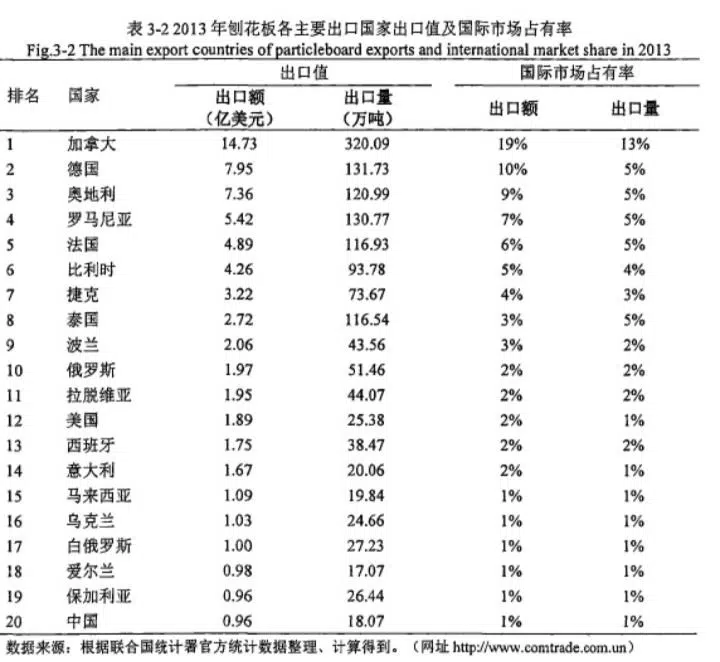 表 3-2 2013 年刨花板各主要出口国家出口值及国际市场占有率
Fig.3-2 The main export countries of particleboard exports and international market share in 2013
排名 国家 出口值 国际市场占有率
出口额 出口量 出口额 出口量
（亿美元） （万吨）
1 加拿大 14.73 320.09 19% 13%
2 德国 7.95 131.73 10% 5%
3 奥地利 7.36 120.99 9% 5%
4 罗马尼亚 5.42 130.77 7% 5%
5 法国 4.89 116.93 6% 5%
6 比利时 4.26 93.78 5% 4%
7 捷克 3.22 73.67 4% 3%
8 泰国 2.72 116.54 3% 5%
9 波兰 2.06 43.56 3% 2%
10 俄罗斯 1.97 51.46 2% 2%
11 拉脱维亚 1.95 44.07 2% 2%
12 美国 1.89 25.38 2% 1%
13 西班牙 1.75 38.47 2% 2%
14 意大利 1.67 20.06 2% 1%
15 马来西亚 1.09 19.84 1% 1%
16 乌克兰 1.03 24.66 1% 1%
17 白俄罗斯 1.00 27.23 1% 1%
18 爱尔兰 0.98 17.07 1% 1%
19 保加利亚 0.96 26.44 1% 1%
20 中国 0.96 18.07 1% 1%
数据来源：根据联合国统计署官方统计数据整理、计算得到。（网址 http://www.comtrade.com.un）